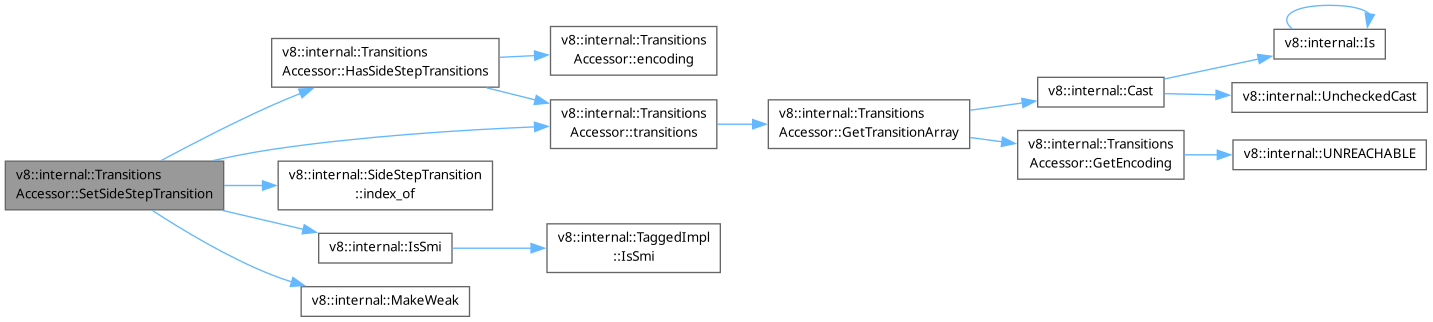 v8::internal::Transitions
Accessor::SetSideStepTransition
v8::internal::Transitions
Accessor::HasSideStepTransitions
v8::internal::Transitions
Accessor::encoding
v8::internal::Transitions
Accessor::transitions
v8::internal::SideStepTransition
::index_of
v8::internal::IsSmi
v8::internal::TaggedImpl
::IsSmi
v8::internal::MakeWeak
v8::internal::Transitions
Accessor::GetTransitionArray
v8::internal::Cast
v8::internal::Transitions
Accessor::GetEncoding
v8::internal::Is
v8::internal::UncheckedCast
v8::internal::UNREACHABLE